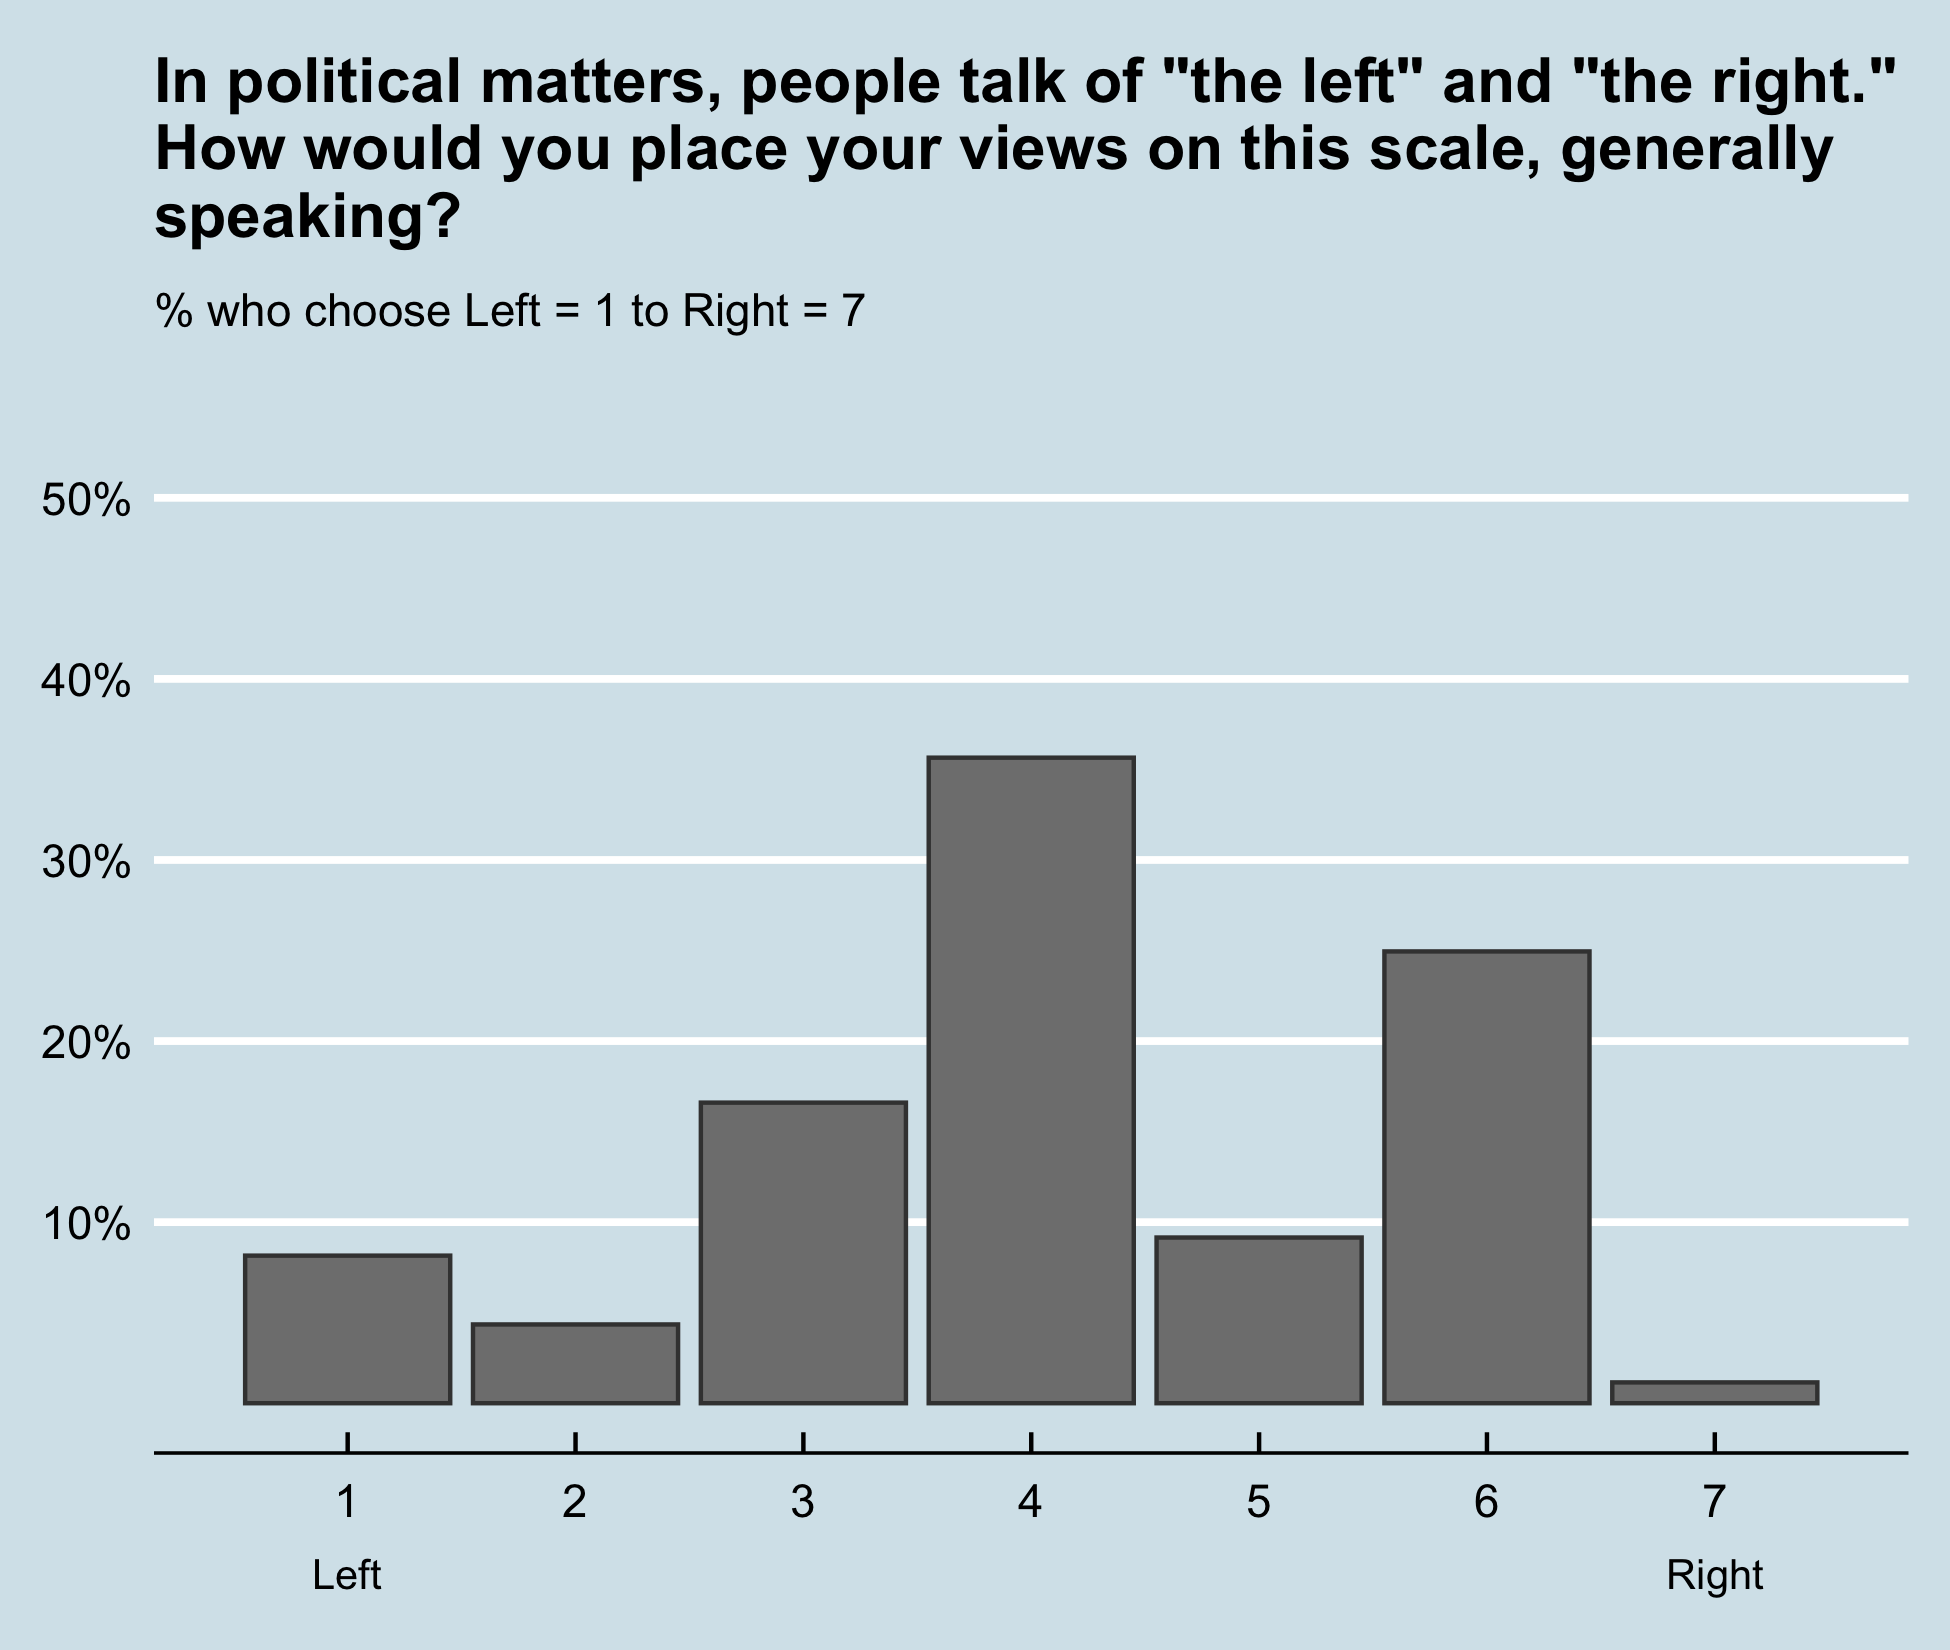 In political matters, people talk of "the left" and "the right."
How would you place your views on this scale, generally
speaking?
% who choose Left = 1 to Right = 7
50%
40%
30%
20%
10%
1 2 3 4 5 6 7
Left Right